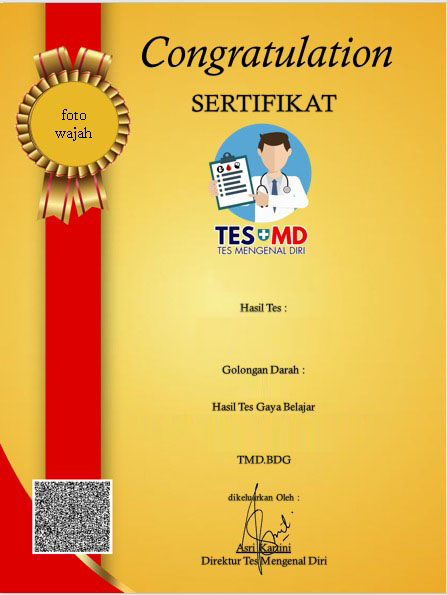 Congratulation
SERTIFIKAT
foto
wajah
TES MD
TES MENGENAL DIRI
Hasil Tes :
Golongan Darah :
Hasil Tes Gaya Belajar
TMD.BDG
dikeluarkan Oleh :
Asri Kartini
Direktur Tes Mengenal Diri